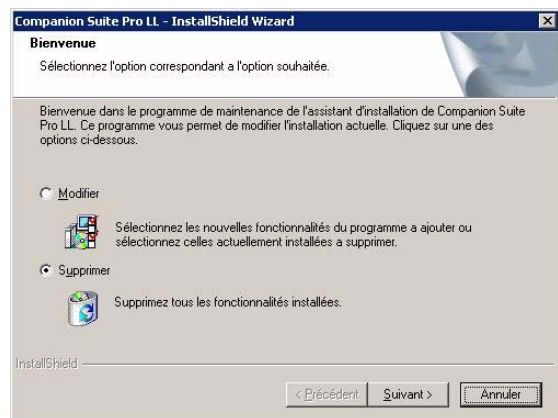 Companion Suite Pro LL - InstallShield Wizard
Bienvenue
Sélectionnez l'option correspondant a l'option souhaitée.
Bienvenue dans le programme de maintenance de l'assistant d'installation de Companion Suite
Pro LL. Ce programme vous permet de modifier l'installation actuelle. Cliquez sur une des
options ci-dessous.
Modifier
Sélectionnez les nouvelles fonctionnalités du programme a ajouter ou
sélectionnez celles actuellement installées a supprimer.
Supprimer
Supprimez tous les fonctionnalités installées.
InstallShield
< Précédent
Suivant >
Annuler